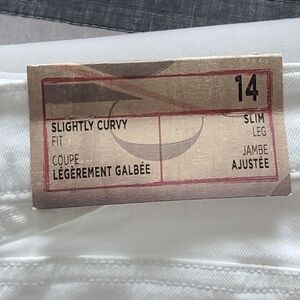 14
SLIGHTLY CURVY
FIT
COUPE
LÉGÈREMENT GALBÉE
SLIM
LEG
JAMBE
AJUSTÉE